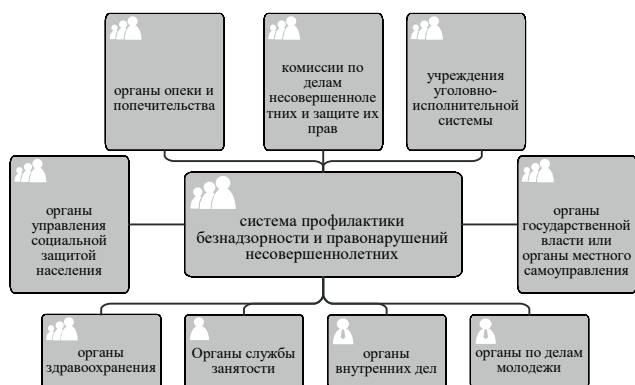 органы опеки и
попечительства
комиссии по
делам
несовершенноле
тних и защите их
прав
учреждения
уголовно-
исполнительной
системы
органы
управления
социальной
защитой
населения
система профилактики
безнадзорности и правонарушений
несовершеннолетних
органы
государственной
власти или
органы местного
самоуправления
органы
здравоохранения
Органы службы
занятости
органы
внутренних дел
органы по делам
молодежи